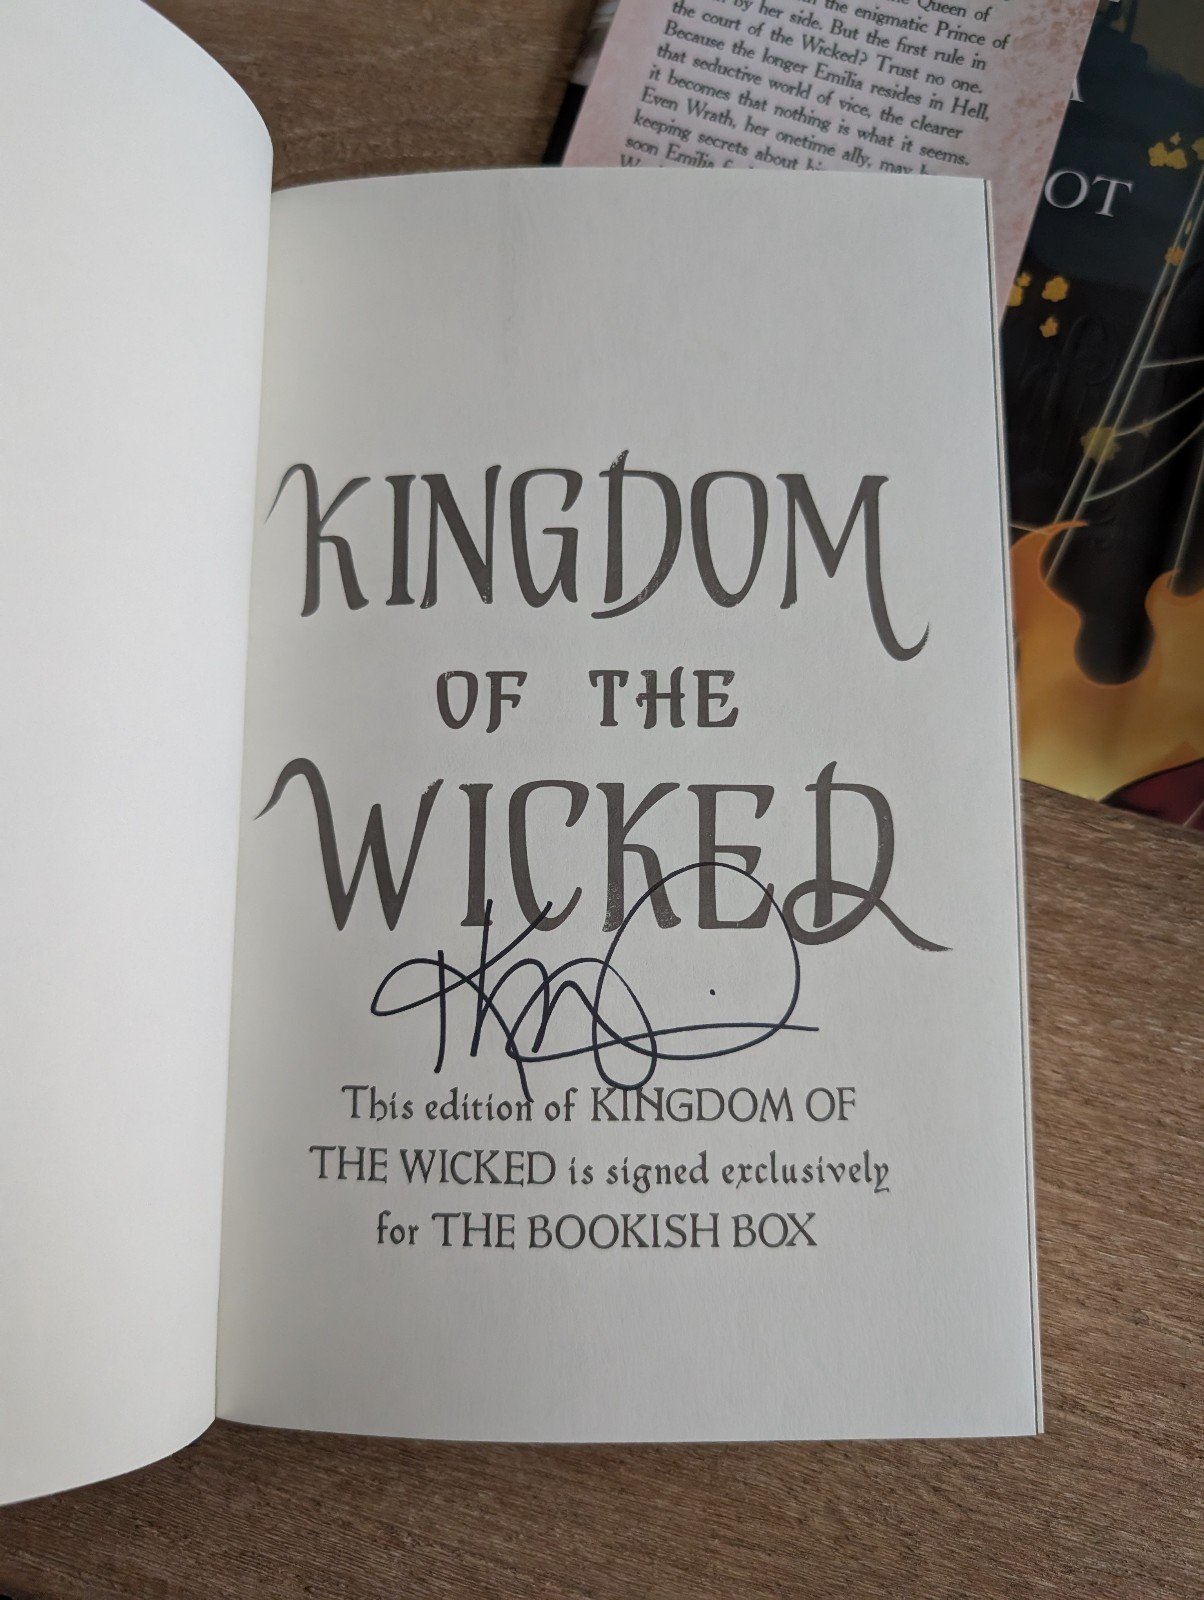 Queen of
the enigmatic Prince of
by her side. But the first rule in
the court of the Wicked? Trust no one.
Because the longer Emilia resides in Hell,
that seductive world of vice, the clearer
it becomes that nothing is what it seems.
Even Wrath, her onetime ally, may
keeping secrets about
soon Emilia
OT
KINGDOM
OF THE
WICKED
This edition of KINGDOM OF
THE WICKED is signed exclusively
for THE BOOKISH BOX